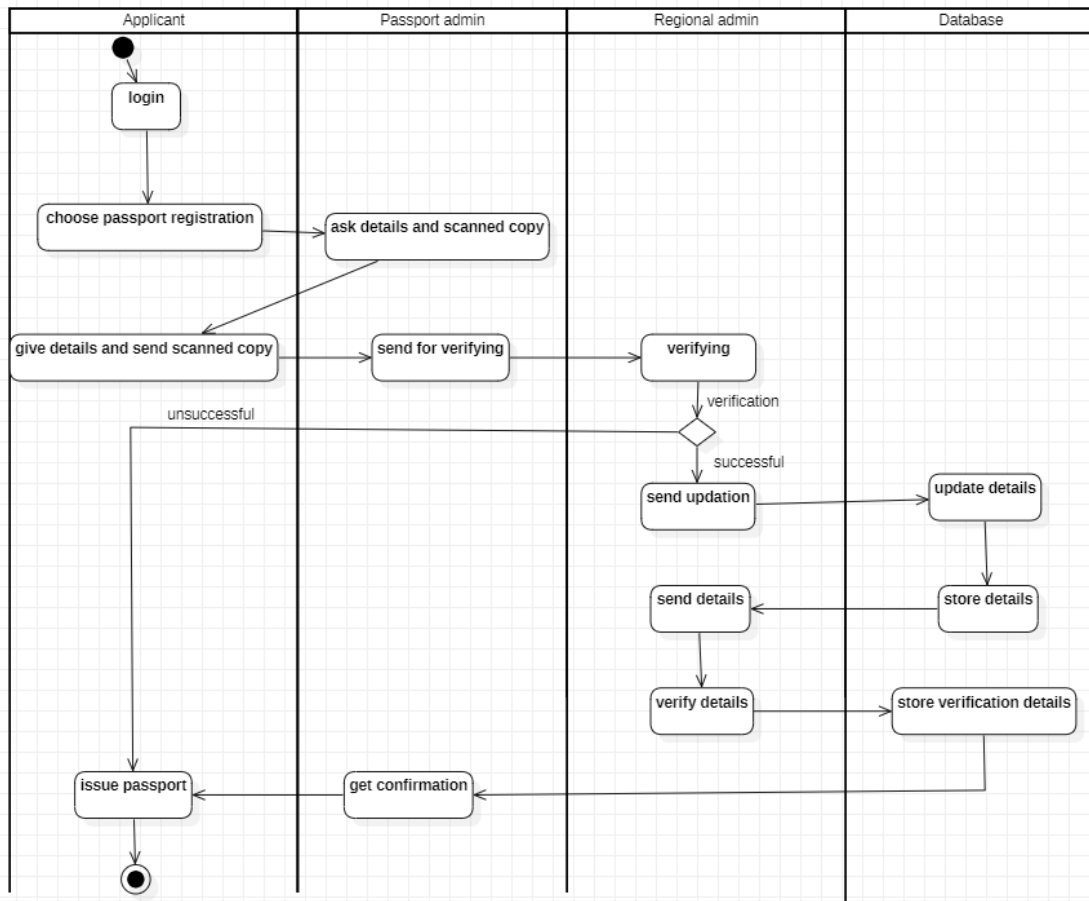 Applicant
Passport admin
Regional admin
Database
login
choose passport registration
ask details and scanned copy
give details and send scanned copy
send for verifying
verifying
verification
unsuccessful
successful
send updation
update details
send details
store details
verify details
store verification details
issue passport
get confirmation